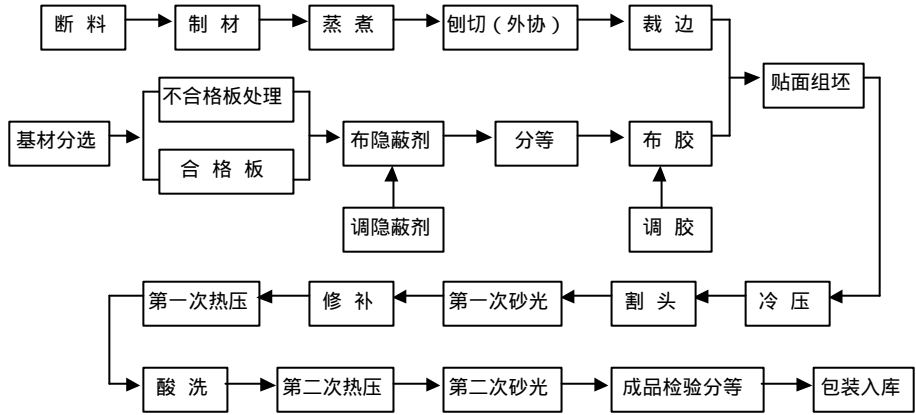 断 料
制 材
蒸 煮
刨切（外协）
裁 边
贴面组坯
不合格板处理
基材分选
合 格 板
布隐蔽剂
分等
布 胶
调隐蔽剂
调 胶
第一次热压
修 补
第一次砂光
割 头
冷 压
酸 洗
第二次热压
第二次砂光
成品检验分等
包装入库